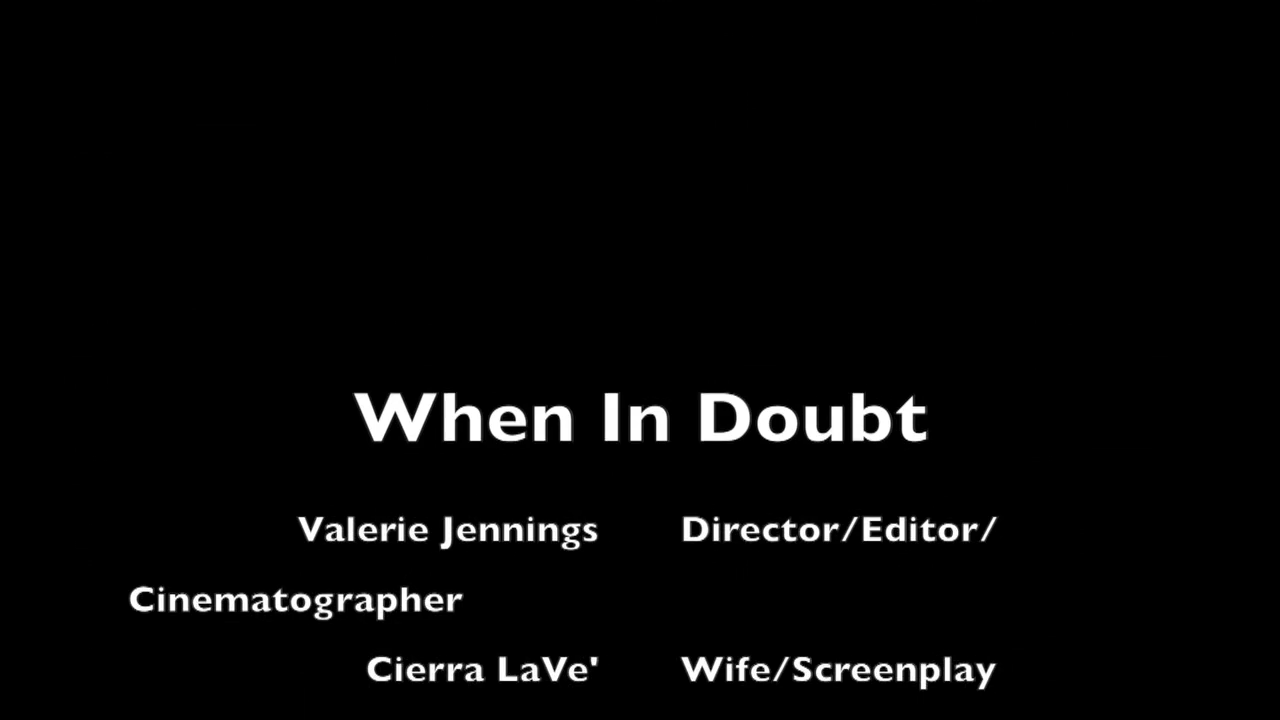 When In Doubt
Valerie Jennings Director/Editor/
Cinematographer
Cierra LaVe' Wife/Screenplay